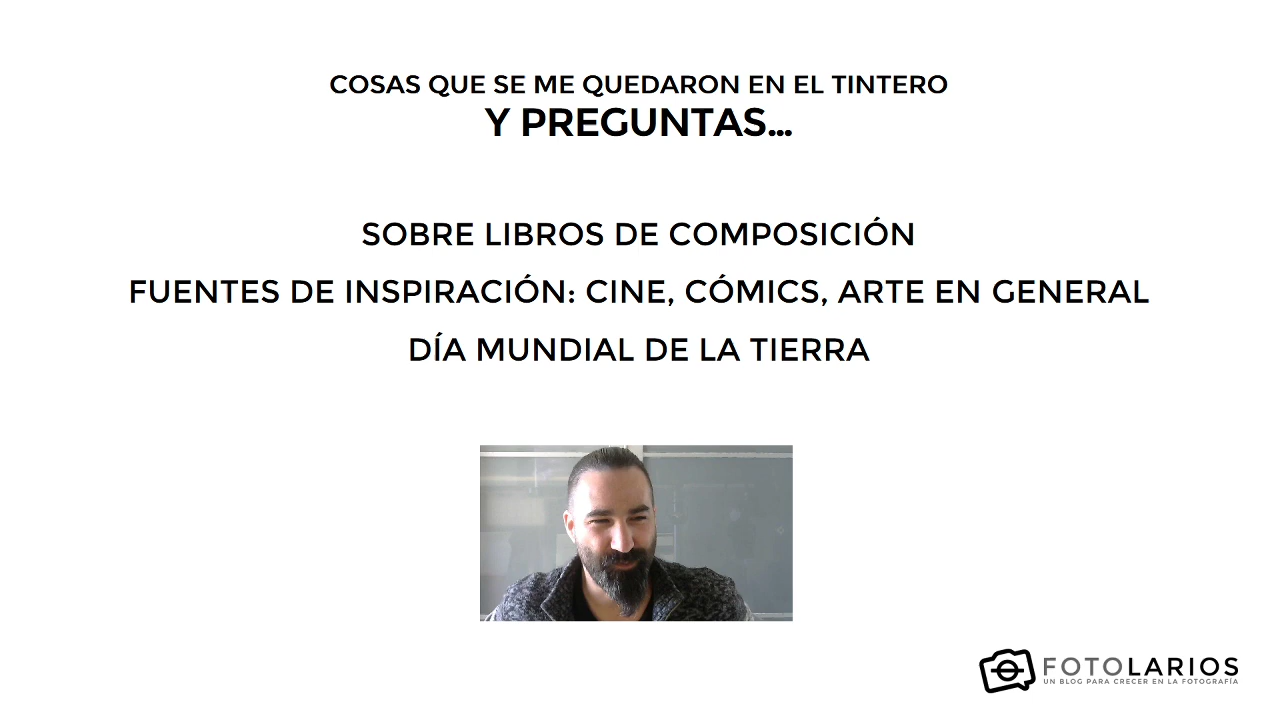 COSAS QUE SE ME QUEDARON EN EL TINTERO
Y PREGUNTAS...
SOBRE LIBROS DE COMPOSICIÓN
FUENTES DE INSPIRACIÓN: CINE, CÓMICS, ARTE EN GENERAL
DÍA MUNDIAL DE LA TIERRA
FOTOLARIOS
UN BLOG PARA CRECER EN LA FOTOGRAFÍA